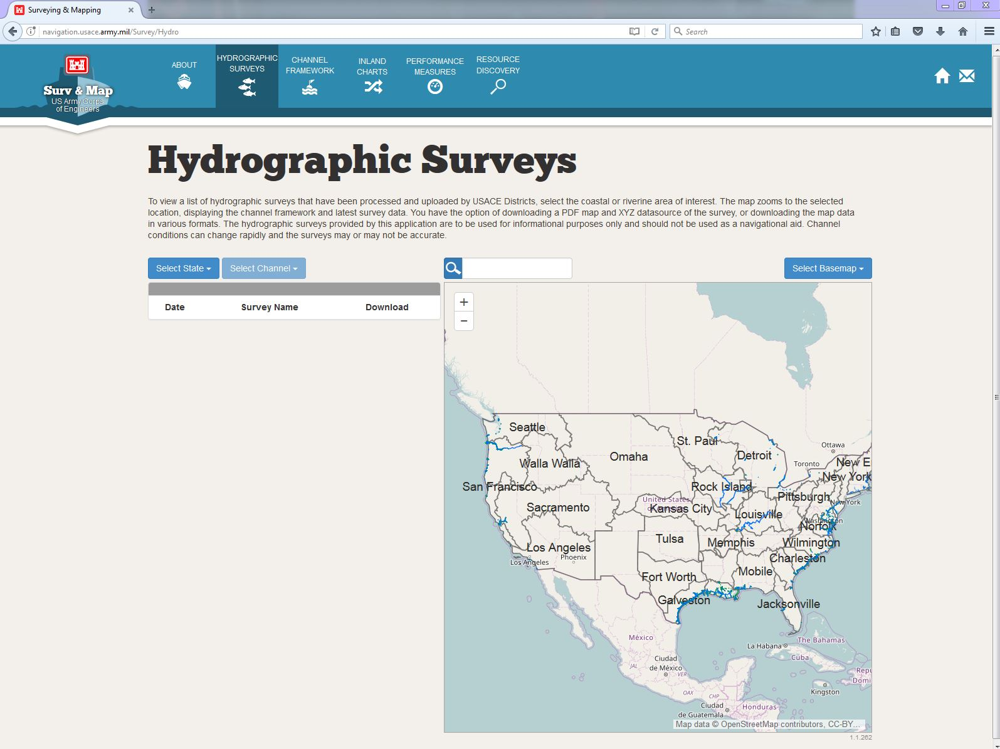 Surveying & Mapping
navigation.usace.army.mil/Survey/Hydro
Search
Surv & Map
US Army Corps
of Engineers
ABOUT
HYDROGRAPHIC
SURVEYS
CHANNEL
FRAMEWORK
INLAND
CHARTS
PERFORMANCE
MEASURES
RESOURCE
DISCOVERY
Hydrographic Surveys
To view a list of hydrographic surveys that have been processed and uploaded by USACE Districts, select the coastal or riverine area of interest. The map zooms to the selected
location, displaying the channel framework and latest survey data. You have the option of downloading a PDF map and XYZ datasource of the survey, or downloading the map data
in various formats. The hydrographic surveys provided by this application are to be used for informational purposes only and should not be used as a navigational aid. Channel
conditions can change rapidly and the surveys may or may not be accurate.
Select State
Select Channel
Select Basemap
Date Survey Name Download
+
−
Seattle
St. Paul
Ottawa
Detroit
Omaha
Walla Walla
Toronto
New E
New York
San Francisco
Rock Island
Pittsburgh
United States
New York
Sacramento
Kansas City
Louisville
Washington
Norfolk
Tulsa
Memphis
Wilmington
Los Angeles
Phoenix
Los Angeles
Charleston
Mobile
Fort Worth
Galveston
Jacksonville
México
The Bahamas
La Habana
Cuba
Ciudad
de México
JAL
VER
Repu
Domi
OAX
CHP
Kingston
Ciudad
de Guatemala
Honduras
Map data © OpenStreetMap contributors, CC-BY...
1.1.262